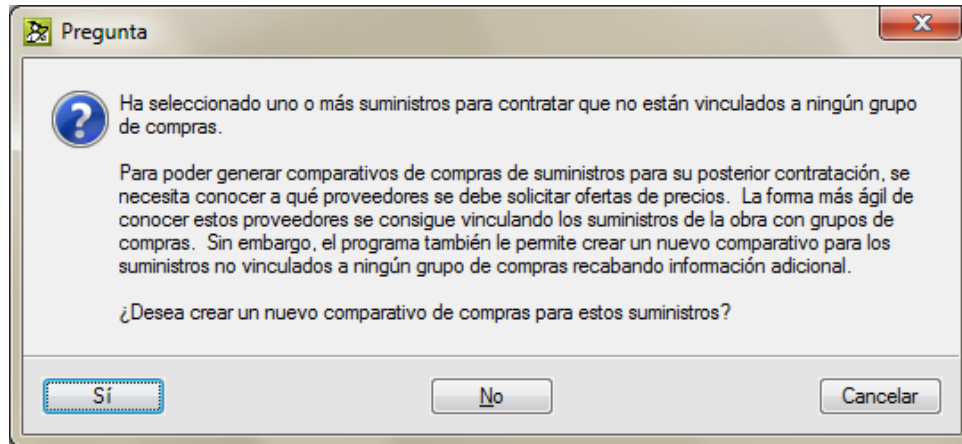 Pregunta
Ha seleccionado uno o más suministros para contratar que no están vinculados a ningún grupo
de compras.
Para poder generar comparativos de compras de suministros para su posterior contratación, se
necesita conocer a qué proveedores se debe solicitar ofertas de precios. La forma más ágil de
conocer estos proveedores se consigue vinculando los suministros de la obra con grupos de
compras. Sin embargo, el programa también le permite crear un nuevo comparativo para los
suministros no vinculados a ningún grupo de compras recabando información adicional.
¿Desea crear un nuevo comparativo de compras para estos suministros?
Sí
No
Cancelar